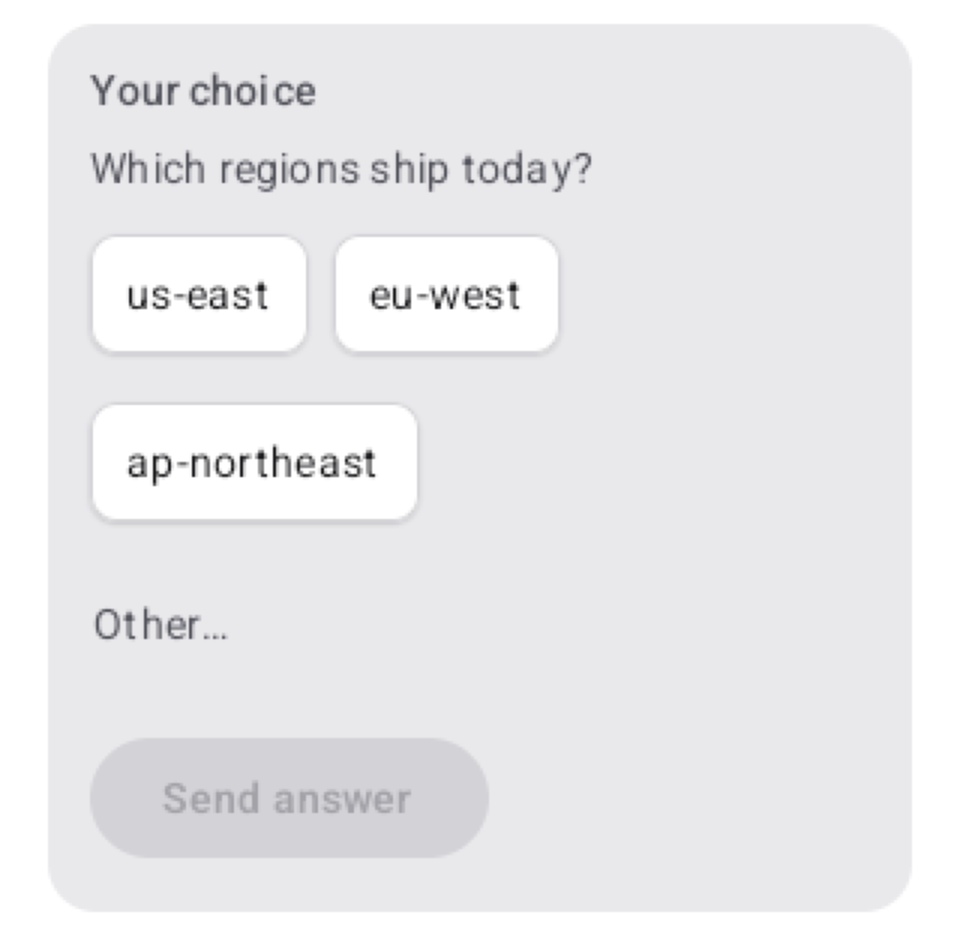 Your choice
Which regions ship today?
us-east eu-west
ap-northeast
Other…
Send answer